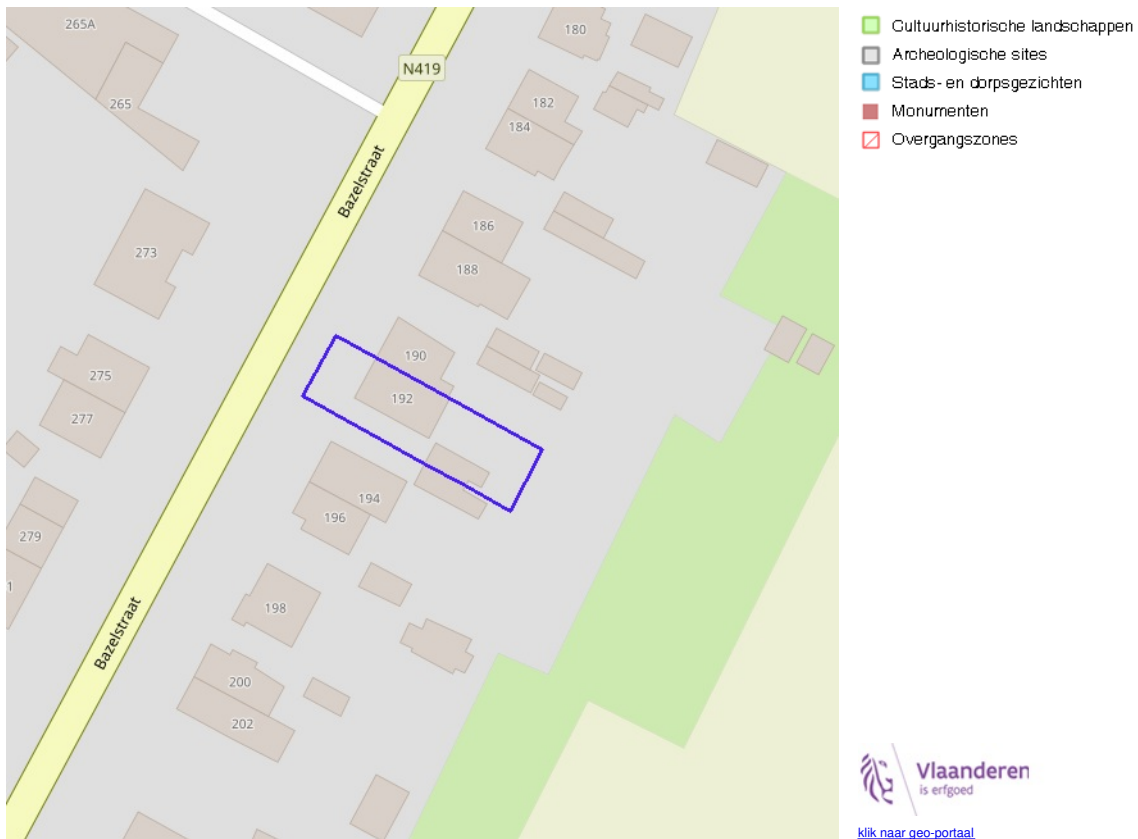 265A
180
N419
265
182
184
Bazelstraat
186
273
188
190
275
192
277
194
196
279
1
198
Bazelstraat
200
202
Cultuurhistorische landschappen
Archeologische sites
Stads- en dorpsgezichten
Monumenten
Overgangszones
Vlaanderen
is erfgoed
klik naar geo-portaal